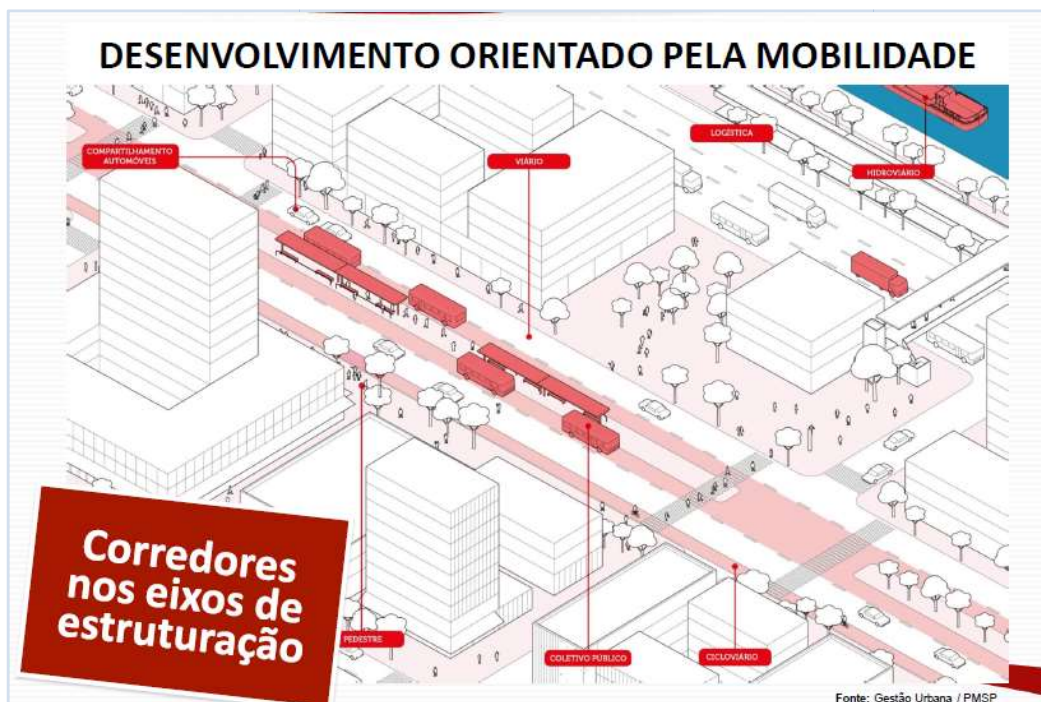 DESENVOLVIMENTO ORIENTADO PELA MOBILIDADE
COMPARTILHAMENTO
AUTOMÓVEIS
VIÁRIO
LOGÍSTICA
HIDROVIÁRIO
Corredores
nos eixos de
estruturação
PEDESTRE
COLETIVO PÚBLICO
CICLOVIÁRIO
Fonte: Gestão Urbana / PMSP